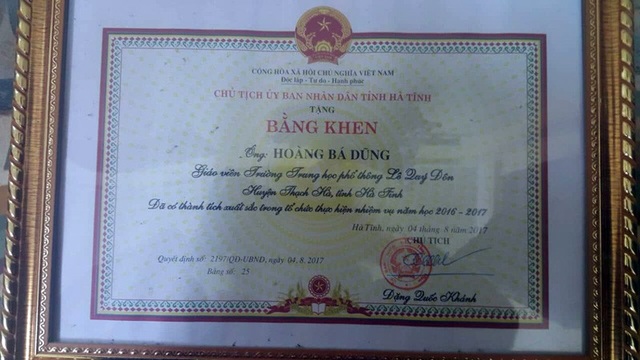 CỘNG HÒA XÃ HỘI CHỦ NGHĨA VIỆT NAM
Độc lập - Tự do - Hạnh phúc
CHỦ TỊCH ỦY BAN NHÂN DÂN TỈNH HÀ TĨNH
TẶNG
BẰNG KHEN
Ông: HOÀNG BÁ DŨNG
Giáo viên Trường Trung học phổ thông Lê Quý Đôn
Huyện Thạch Hà, tỉnh Hà Tĩnh
Đã có thành tích xuất sắc trong tổ chức thực hiện nhiệm vụ năm học 2016 - 2017
Hà Tĩnh, ngày 04 tháng 8 năm 2017
CHỦ TỊCH
Quyết định số: 2197/QĐ-UBND, ngày 04.8.2017
Bảng số: 25
Đặng Quốc Khánh